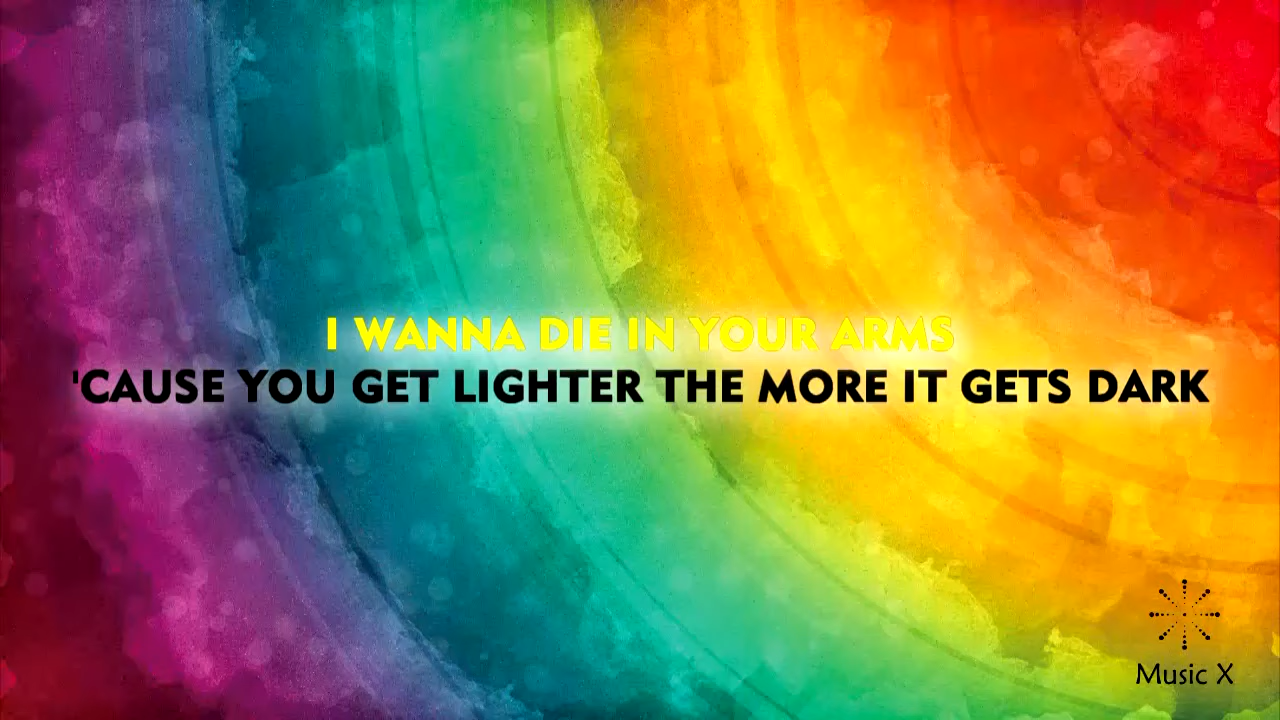 I WANNA DIE IN YOUR ARMS
'CAUSE YOU GET LIGHTER THE MORE IT GETS DARK
Music X